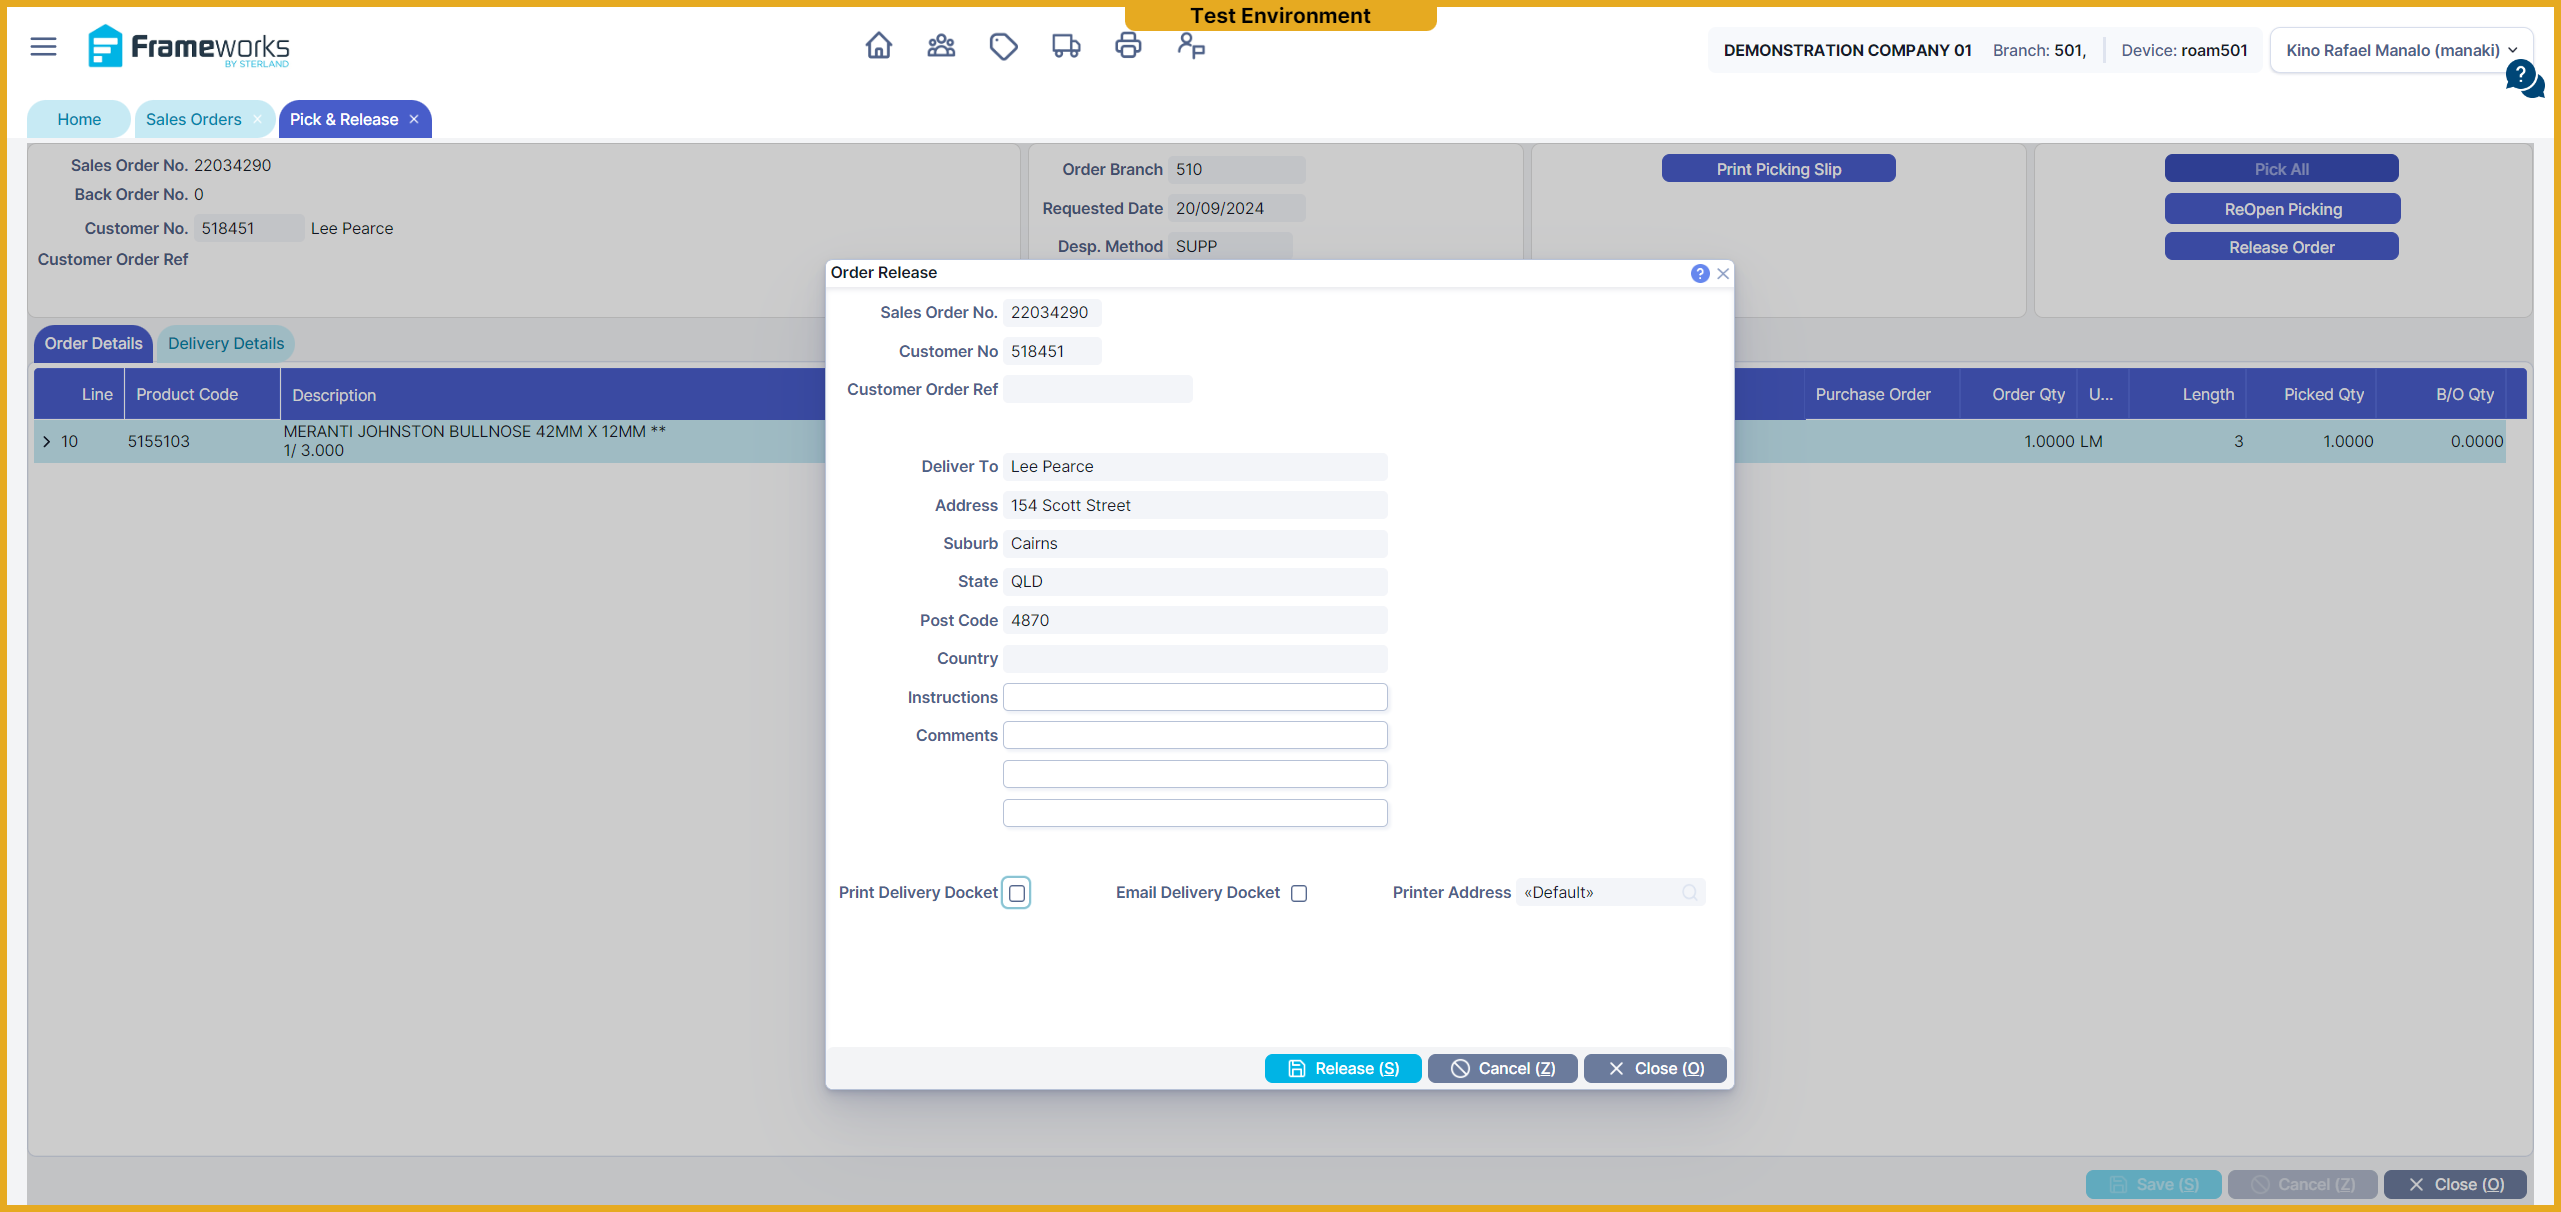 Test Environment
Frameworks
BY STERLAND
DEMONSTRATION COMPANY 01 Branch: 501, Device: roam501 Kino Rafael Manalo (manaki)
?
Home Sales Orders × Pick & Release ×
Sales Order No. 22034290
Back Order No. 0
Customer No. 518451 Lee Pearce
Customer Order Ref
Order Branch 510
Requested Date 20/09/2024
Desp. Method SUPP
Print Picking Slip
Pick All
ReOpen Picking
Release Order
Order Details Delivery Details
Line Product Code Description Purchase Order Order Qty U... Length Picked Qty B/O Qty
10 5155103 MERANTI JOHNSTON BULLNOSE 42MM X 12MM ** 1.0000 LM 3 1.0000 0.0000
1/ 3.000
Order Release ?
Sales Order No. 22034290
Customer No 518451
Customer Order Ref
Deliver To Lee Pearce
Address 154 Scott Street
Suburb Cairns
State QLD
Post Code 4870
Country
Instructions
Comments
Print Delivery Docket Email Delivery Docket Printer Address «Default»
Release (S) Cancel (Z) Close (O)
Save (S) Cancel (Z) Close (O)